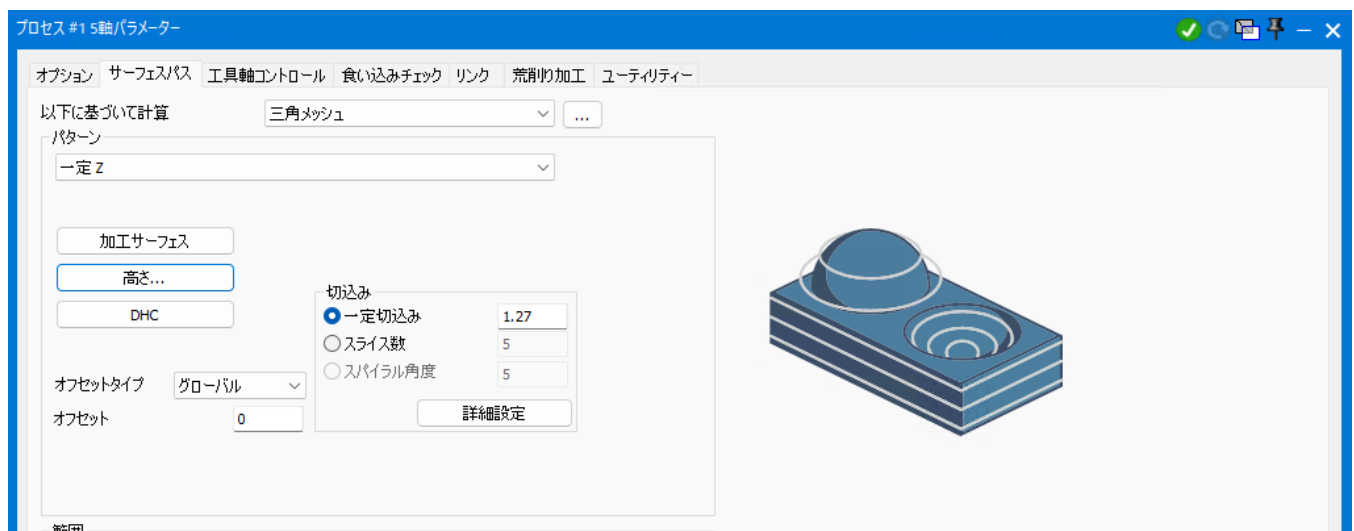 プロセス #1 5軸パラメーター
オプション サーフェスパス 工具軸コントロール 食い込みチェック リンク 荒削り加工 ユーティリティー
以下に基づいて計算 三角メッシュ ...
パターン
一定 Z
加工サーフェス
高さ...
DHC
切込み
一定切込み 1.27
スライス数 5
スパイラル角度 5
詳細設定
オフセットタイプ グローバル
オフセット 0
範囲